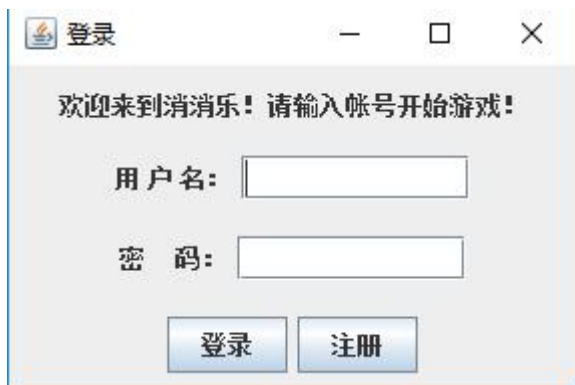 登录
欢迎来到消消乐！请输入帐号开始游戏！
用户名：
密　码：
登录 注册